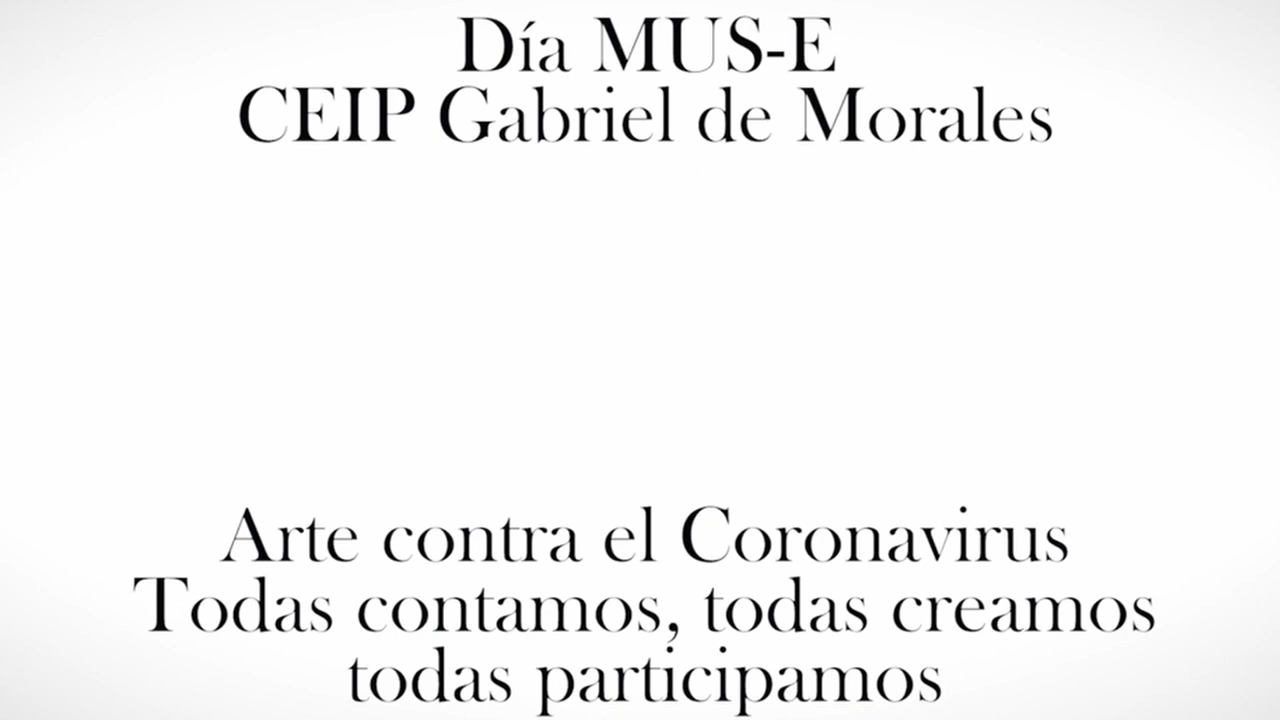 Día MUS-E
CEIP Gabriel de Morales
Arte contra el Coronavirus
Todas contamos, todas creamos
todas participamos